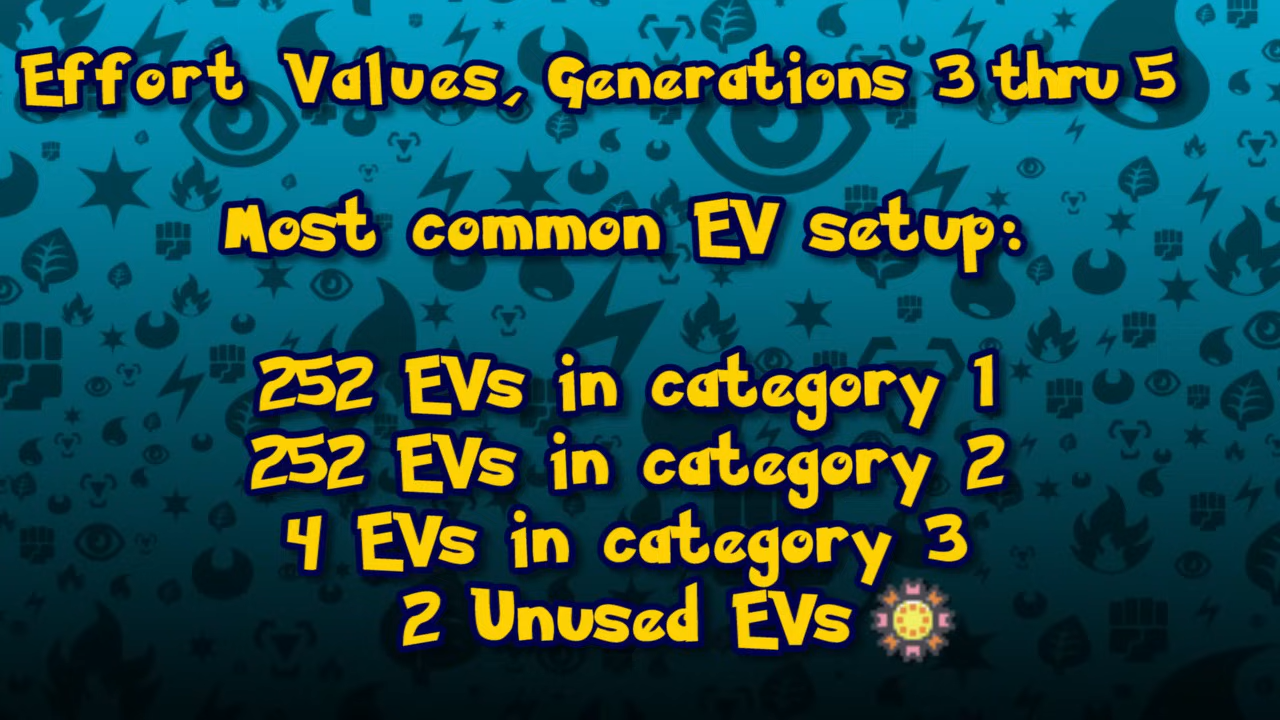 Effort Values, Generations 3 thru 5
Most common EV setup:
252 EVs in category 1
252 EVs in category 2
4 EVs in category 3
2 Unused EVs